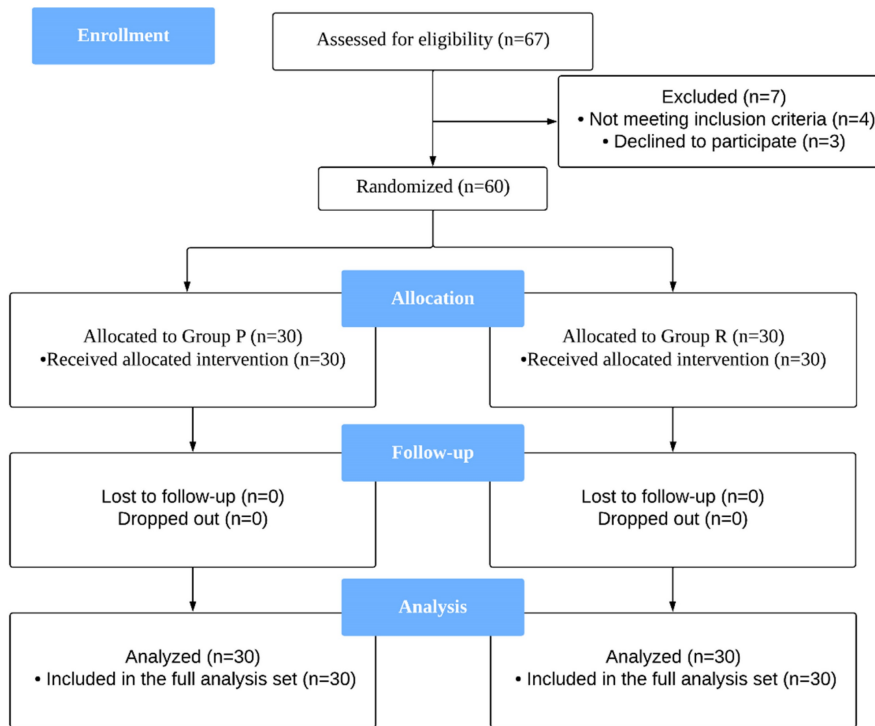 Enrollment
Assessed for eligibility (n=67)
Excluded (n=7)
• Not meeting inclusion criteria (n=4)
• Declined to participate (n=3)
Randomized (n=60)
Allocation
Allocated to Group P (n=30)
•Received allocated intervention (n=30)
Allocated to Group R (n=30)
•Received allocated intervention (n=30)
Follow-up
Lost to follow-up (n=0)
Dropped out (n=0)
Lost to follow-up (n=0)
Dropped out (n=0)
Analysis
Analyzed (n=30)
• Included in the full analysis set (n=30)
Analyzed (n=30)
• Included in the full analysis set (n=30)